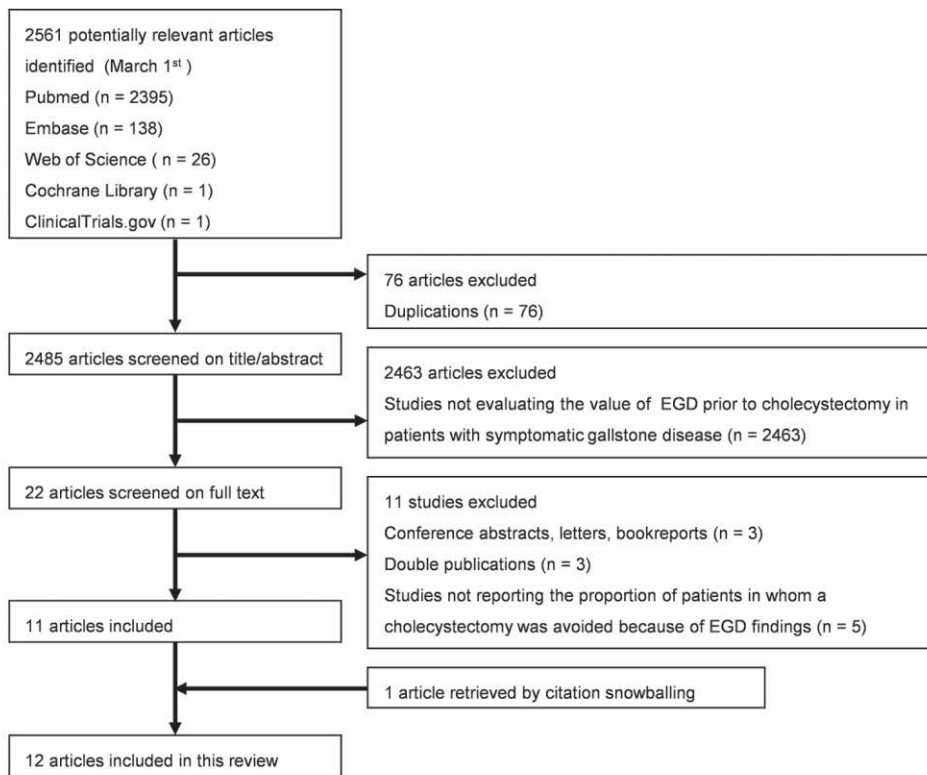 2561 potentially relevant articles
identified (March 1st )
Pubmed (n = 2395)
Embase (n = 138)
Web of Science ( n = 26)
Cochrane Library (n = 1)
ClinicalTrials.gov (n = 1)
76 articles excluded
Duplications (n = 76)
2485 articles screened on title/abstract
2463 articles excluded
Studies not evaluating the value of EGD prior to cholecystectomy in
patients with symptomatic gallstone disease (n = 2463)
22 articles screened on full text
11 studies excluded
Conference abstracts, letters, bookreports (n = 3)
Double publications (n = 3)
Studies not reporting the proportion of patients in whom a
cholecystectomy was avoided because of EGD findings (n = 5)
11 articles included
1 article retrieved by citation snowballing
12 articles included in this review